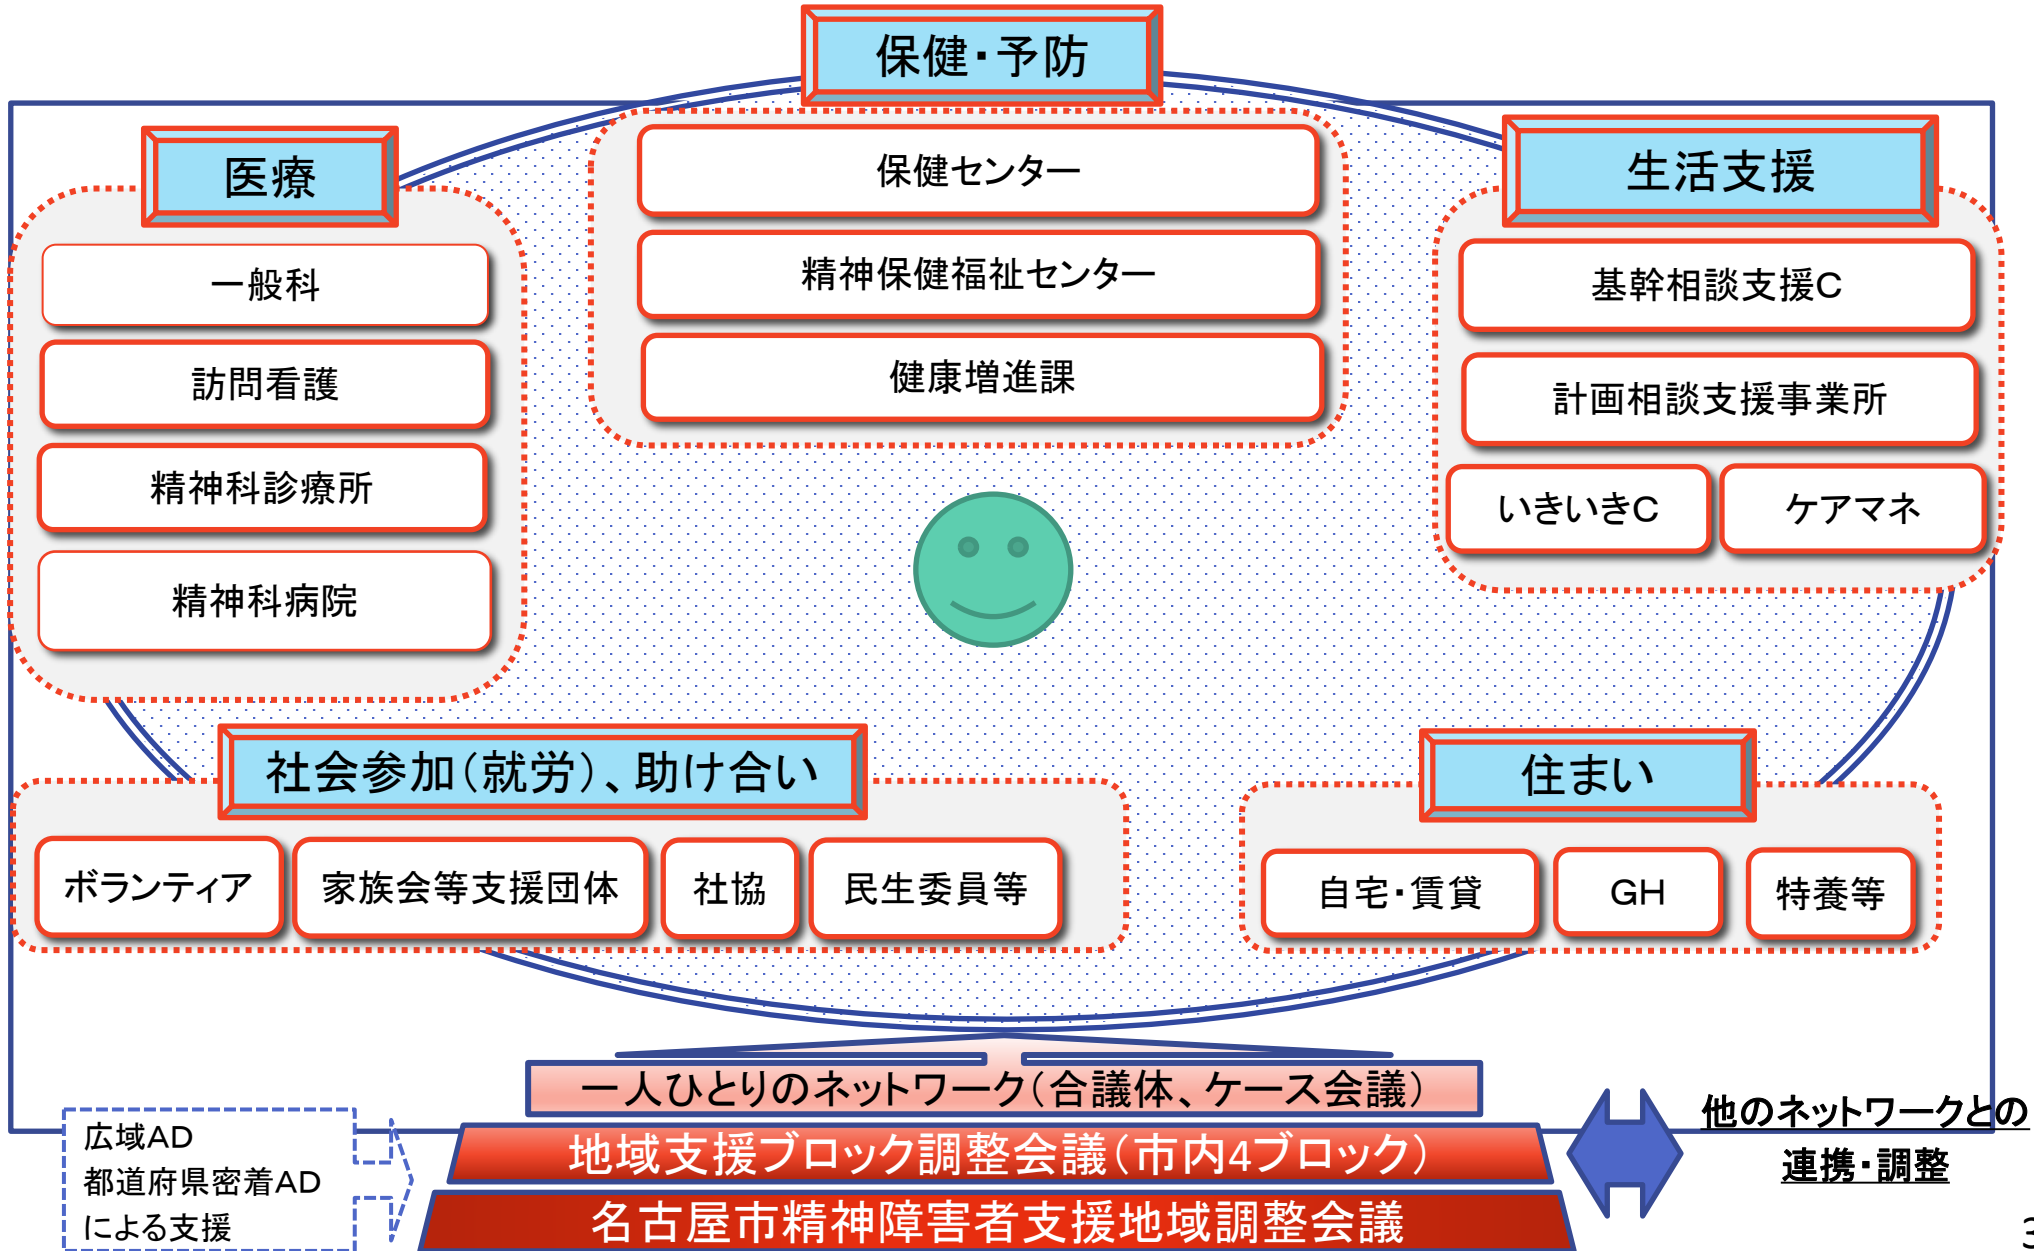 保健・予防
保健センター
精神保健福祉センター
健康増進課
医療
一般科
訪問看護
精神科診療所
精神科病院
生活支援
基幹相談支援C
計画相談支援事業所
いきいきC
ケアマネ
社会参加(就労)、助け合い
ボランティア
家族会等支援団体
社協
民生委員等
住まい
自宅・賃貸
GH
特養等
一人ひとりのネットワーク(合議体、ケース会議)
地域支援ブロック調整会議(市内4ブロック)
名古屋市精神障害者支援地域調整会議
広域AD
都道府県密着AD
による支援
他のネットワークとの
連携・調整
3